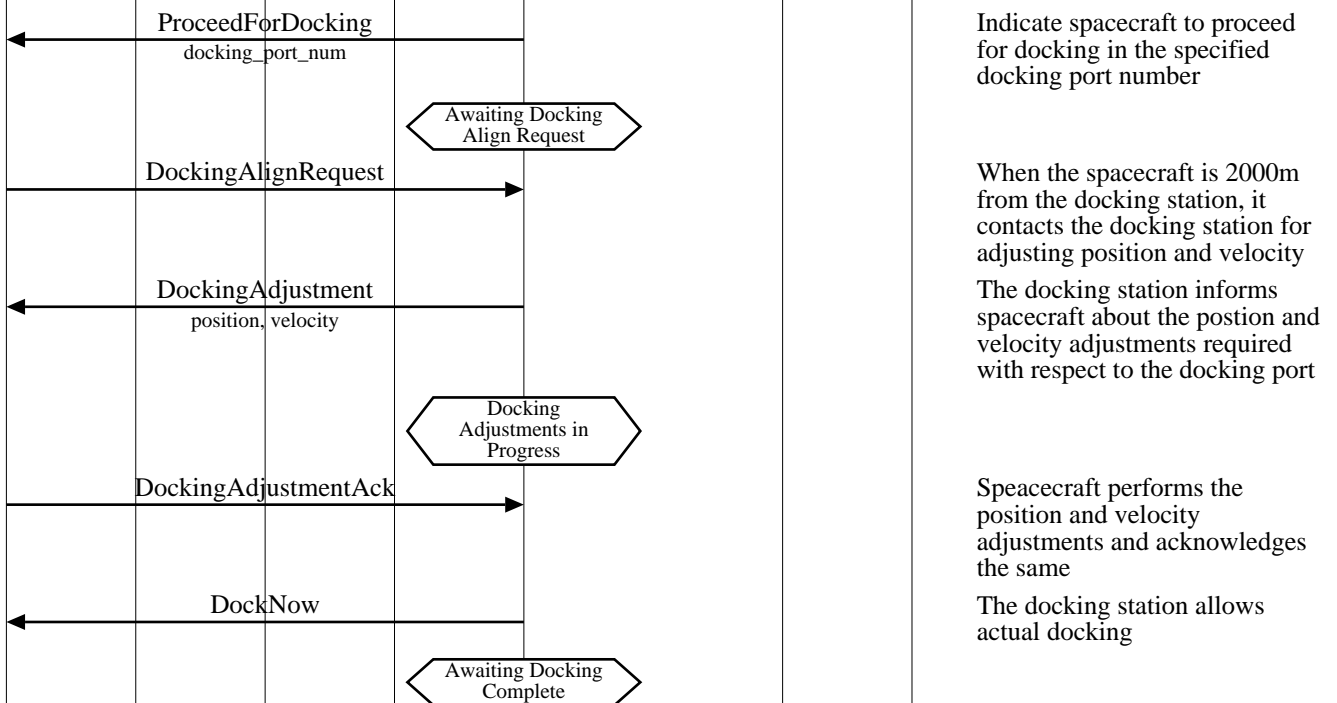 ProceedForDocking
docking_port_num
Indicate spacecraft to proceed
for docking in the specified
docking port number
Awaiting Docking
Align Request
DockingAlignRequest
When the spacecraft is 2000m
from the docking station, it
contacts the docking station for
adjusting position and velocity
DockingAdjustment
position, velocity
The docking station informs
spacecraft about the postion and
velocity adjustments required
with respect to the docking port
Docking
Adjustments in
Progress
DockingAdjustmentAck
Speacecraft performs the
position and velocity
adjustments and acknowledges
the same
DockNow
The docking station allows
actual docking
Awaiting Docking
Complete